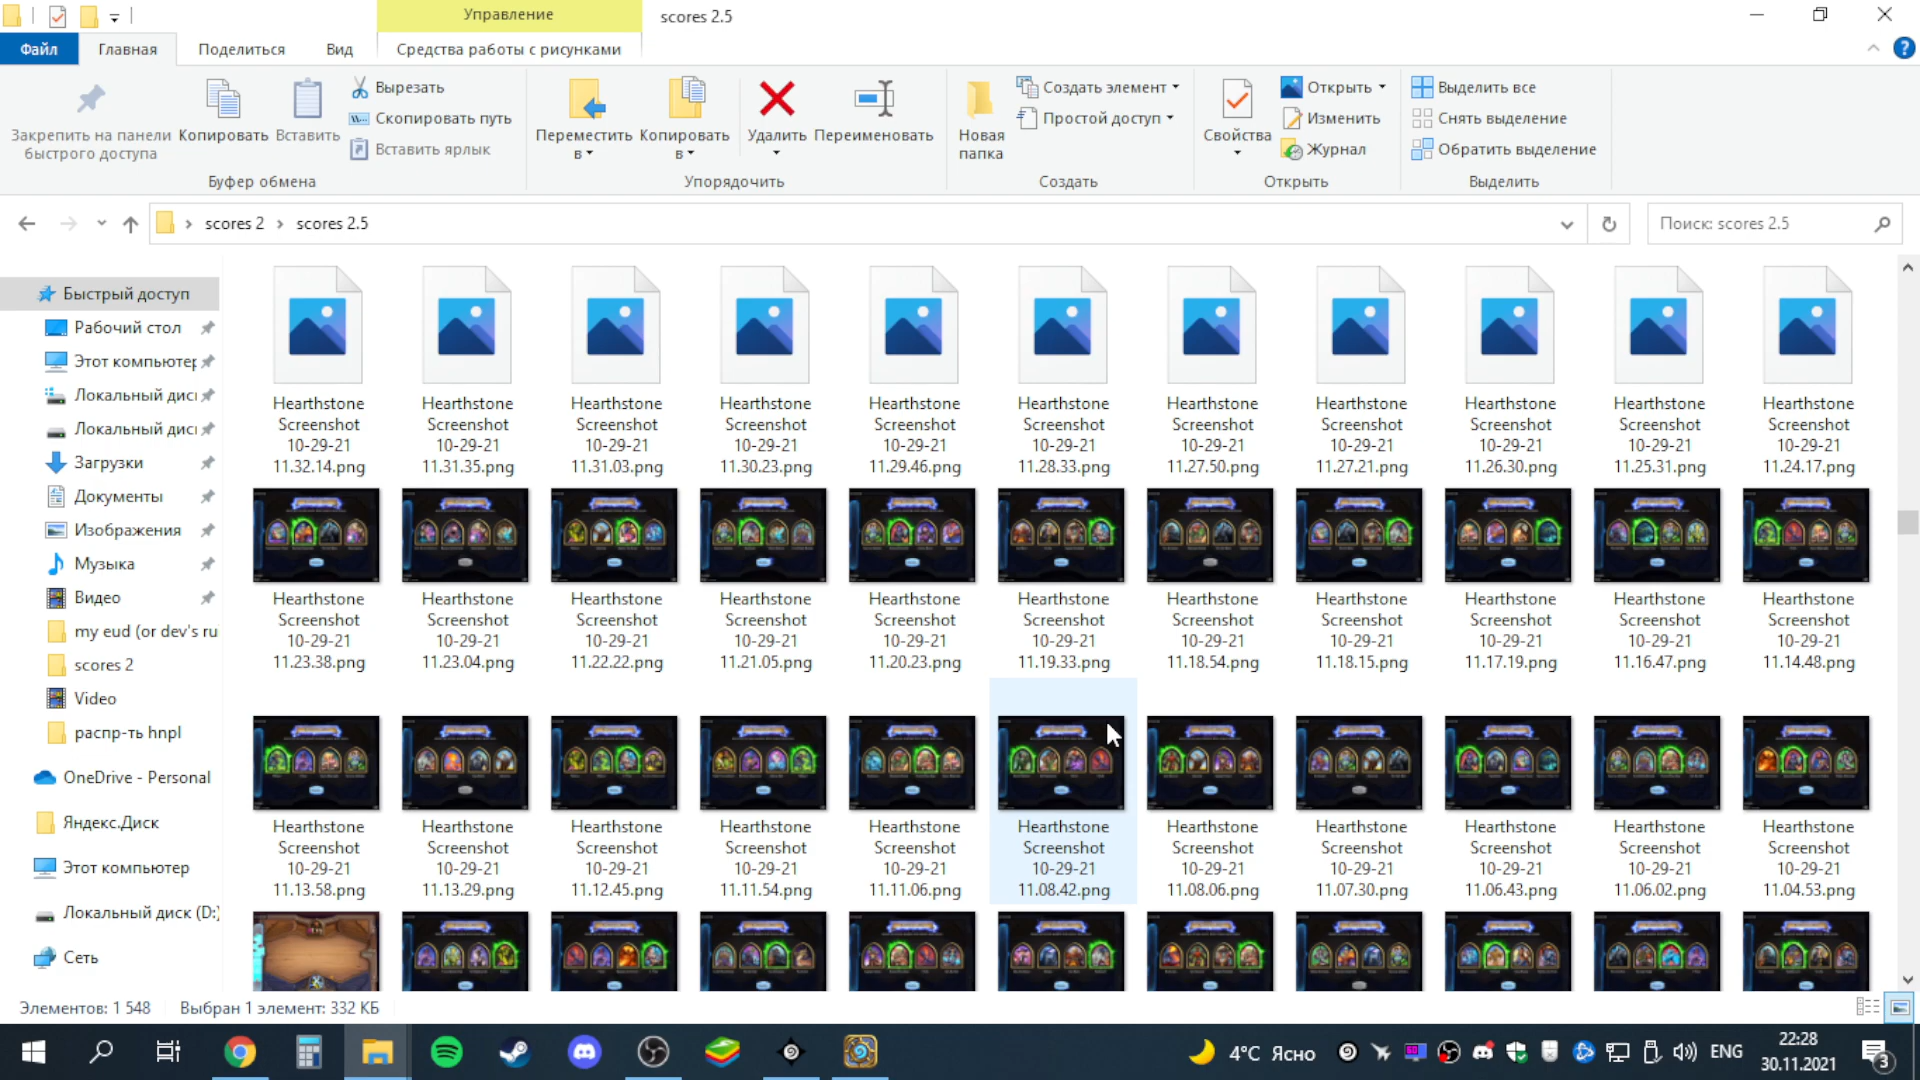 Управление
scores 2.5
Файл
Главная
Поделиться
Вид
Средства работы с рисунками
Закрепить на панели
быстрого доступа
Копировать
Вставить
Вырезать
Скопировать путь
Вставить ярлык
Буфер обмена
Переместить
в
Копировать
в
Удалить
Переименовать
Упорядочить
Новая
папка
Создать элемент
Простой доступ
Создать
Свойства
Открыть
Изменить
Журнал
Открыть
Выделить все
Снять выделение
Обратить выделение
Выделить
scores 2 › scores 2.5
Поиск: scores 2.5
Быстрый доступ
Рабочий стол
Этот компьютер
Локальный дис
Локальный дис
Загрузки
Документы
Изображения
Музыка
Видео
my eud (or dev's ru
scores 2
Video
распр-ть hnpl
OneDrive - Personal
Яндекс.Диск
Этот компьютер
Локальный диск (D:)
Сеть
Hearthstone Hearthstone Hearthstone Hearthstone Hearthstone Hearthstone Hearthstone Hearthstone Hearthstone Hearthstone Hearthstone
Screenshot Screenshot Screenshot Screenshot Screenshot Screenshot Screenshot Screenshot Screenshot Screenshot Screenshot
10-29-21 10-29-21 10-29-21 10-29-21 10-29-21 10-29-21 10-29-21 10-29-21 10-29-21 10-29-21 10-29-21
11.32.14.png 11.31.35.png 11.31.03.png 11.30.23.png 11.29.46.png 11.28.33.png 11.27.50.png 11.27.21.png 11.26.30.png 11.25.31.png 11.24.17.png
Hearthstone Hearthstone Hearthstone Hearthstone Hearthstone Hearthstone Hearthstone Hearthstone Hearthstone Hearthstone Hearthstone
Screenshot Screenshot Screenshot Screenshot Screenshot Screenshot Screenshot Screenshot Screenshot Screenshot Screenshot
10-29-21 10-29-21 10-29-21 10-29-21 10-29-21 10-29-21 10-29-21 10-29-21 10-29-21 10-29-21 10-29-21
11.23.38.png 11.23.04.png 11.22.22.png 11.21.05.png 11.20.23.png 11.19.33.png 11.18.54.png 11.18.15.png 11.17.19.png 11.16.47.png 11.14.48.png
Hearthstone Hearthstone Hearthstone Hearthstone Hearthstone Hearthstone Hearthstone Hearthstone Hearthstone Hearthstone Hearthstone
Screenshot Screenshot Screenshot Screenshot Screenshot Screenshot Screenshot Screenshot Screenshot Screenshot Screenshot
10-29-21 10-29-21 10-29-21 10-29-21 10-29-21 10-29-21 10-29-21 10-29-21 10-29-21 10-29-21 10-29-21
11.13.58.png 11.13.29.png 11.12.45.png 11.11.54.png 11.11.06.png 11.08.42.png 11.08.06.png 11.07.30.png 11.06.43.png 11.06.02.png 11.04.53.png
Элементов: 1 548
Выбран 1 элемент: 332 КБ
4°C Ясно
ENG
22:28
30.11.2021
3